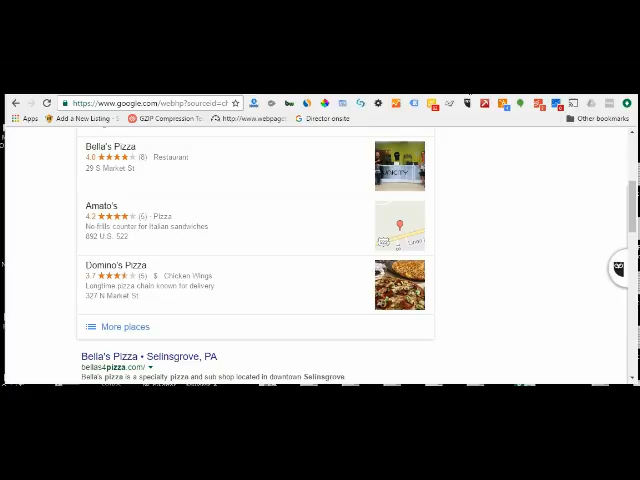 https://www.google.com/webhp?sourceid=ch
Apps Add a New Listing - S GZIP Compression Te http://www.webpage Director onsite Other bookmarks
Bella's Pizza
4.0 (8) Restaurant
29 S Market St
Amato's
4.2 (5) · Pizza
No-frills counter for Italian sandwiches
892 U.S. 522
522
Domino's Pizza
3.7 (5) $ Chicken Wings
Longtime pizza chain known for delivery
327 N Market St
More places
Bella's Pizza • Selinsgrove, PA
bellas4pizza.com/
Bella's pizza is a specialty pizza and sub shop located in downtown Selinsgrove